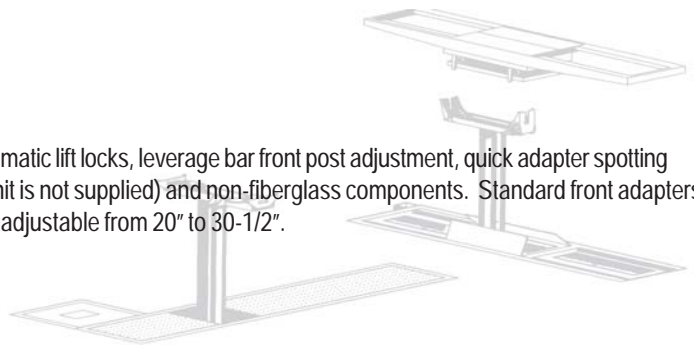 matic lift locks, leverage bar front post adjustment, quick adapter spotting
nit is not supplied) and non-fiberglass components. Standard front adapters
adjustable from 20" to 30-1/2".